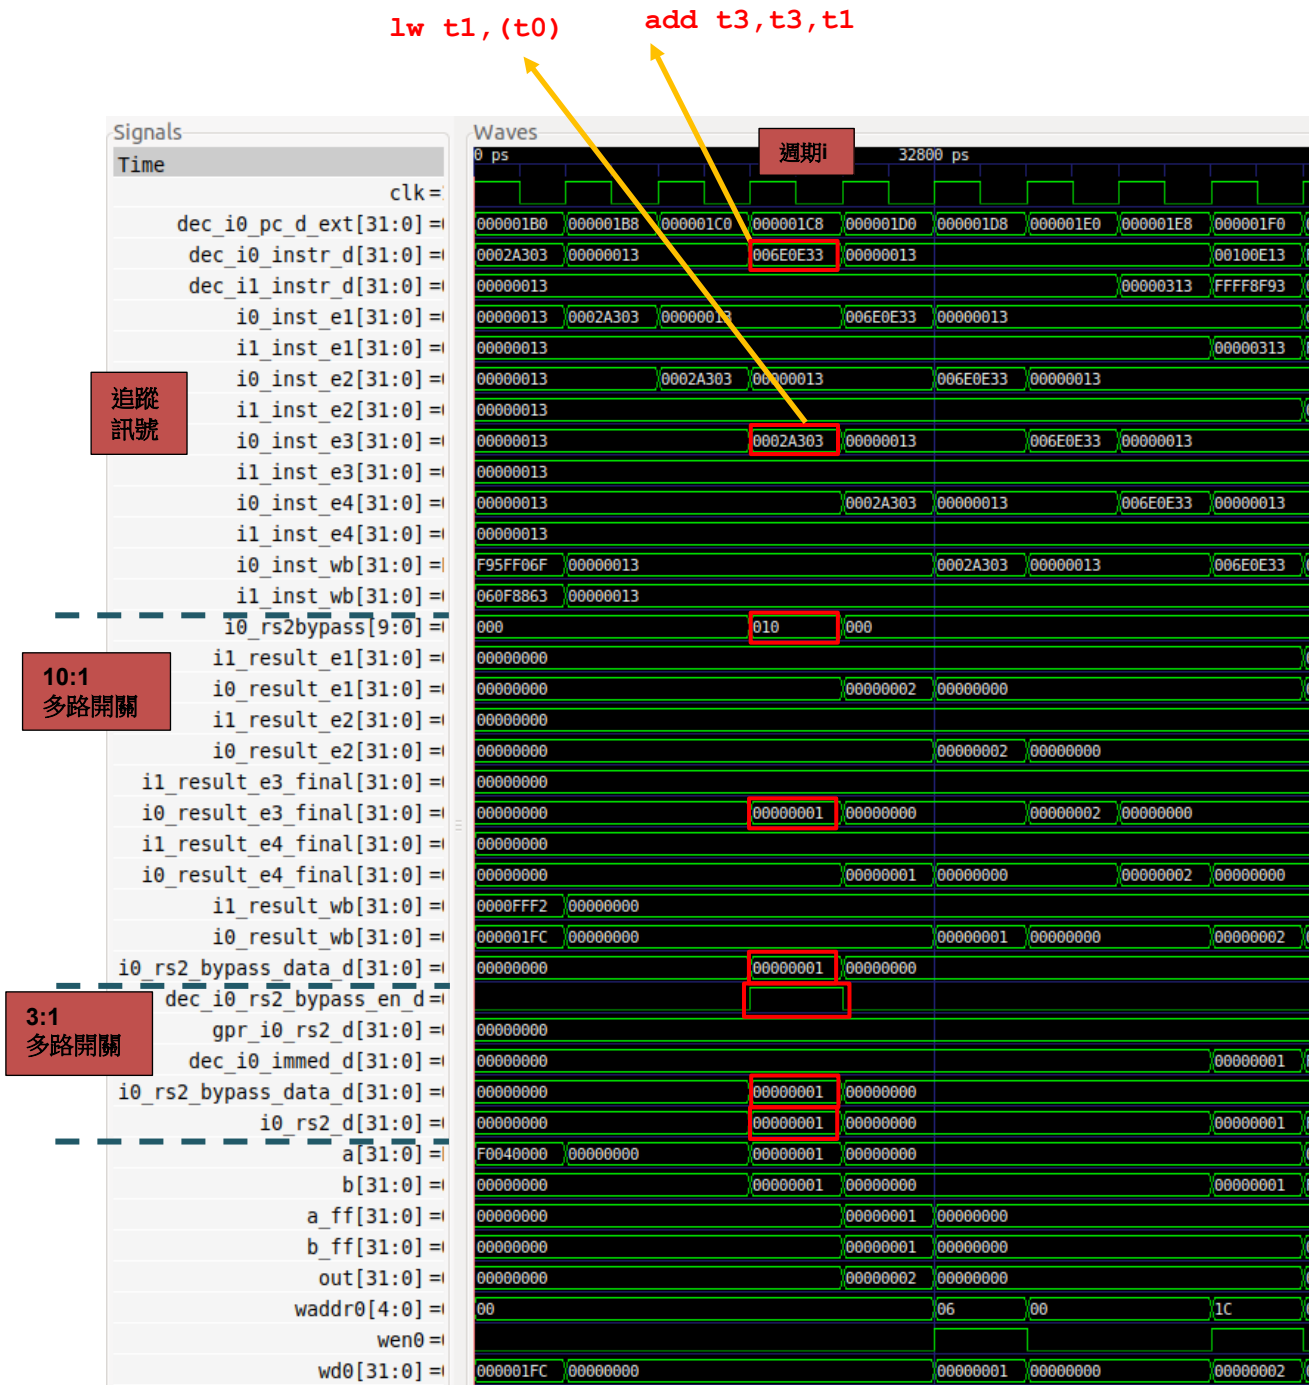 lw t1,(t0)
add t3,t3,t1
Signals
Waves
週期i
Time
0 ps
32800 ps
clk =
dec_i0_pc_d_ext[31:0] = 000001B0 000001B8 000001C0 000001C8 000001D0 000001D8 000001E0 000001E8 000001F0
dec_i0_instr_d[31:0] = 0002A303 00000013 006E0E33 00000013 00100E13
dec_i1_instr_d[31:0] = 00000013 00000313 FFFF8F93
i0_inst_e1[31:0] = 00000013 0002A303 00000013 006E0E33 00000013
i1_inst_e1[31:0] = 00000013 00000313
i0_inst_e2[31:0] = 00000013 0002A303 00000013 006E0E33 00000013
追蹤
訊號
i1_inst_e2[31:0] = 00000013
i0_inst_e3[31:0] = 00000013 0002A303 00000013 006E0E33 00000013
i1_inst_e3[31:0] = 00000013
i0_inst_e4[31:0] = 00000013 0002A303 00000013 006E0E33 00000013
i1_inst_e4[31:0] = 00000013
i0_inst_wb[31:0] = F95FF06F 00000013 0002A303 00000013 006E0E33
i1_inst_wb[31:0] = 060F8863 00000013
i0_rs2bypass[9:0] = 000 010 000
i1_result_e1[31:0] = 00000000
10:1
多路開關
i0_result_e1[31:0] = 00000000 00000002 00000000
i1_result_e2[31:0] = 00000000
i0_result_e2[31:0] = 00000000 00000002 00000000
i1_result_e3_final[31:0] = 00000000
i0_result_e3_final[31:0] = 00000000 00000001 00000000 00000002 00000000
i1_result_e4_final[31:0] = 00000000
i0_result_e4_final[31:0] = 00000000 00000001 00000000 00000002 00000000
i1_result_wb[31:0] = 0000FFF2 00000000
i0_result_wb[31:0] = 000001FC 00000000 00000001 00000000 00000002
i0_rs2_bypass_data_d[31:0] = 00000000 00000001 00000000
dec_i0_rs2_bypass_en_d =
3:1
多路開關
gpr_i0_rs2_d[31:0] = 00000000
dec_i0_immed_d[31:0] = 00000000 00000001
i0_rs2_bypass_data_d[31:0] = 00000000 00000001 00000000
i0_rs2_d[31:0] = 00000000 00000001 00000000 00000001
a[31:0] = F0040000 00000000 00000001 00000000
b[31:0] = 00000000 00000001 00000000 00000001
a_ff[31:0] = 00000000 00000001 00000000
b_ff[31:0] = 00000000 00000001 00000000
out[31:0] = 00000000 00000002 00000000
waddr0[4:0] = 00 06 00 1C
wen0 =
wd0[31:0] = 000001FC 00000000 00000001 00000000 00000002